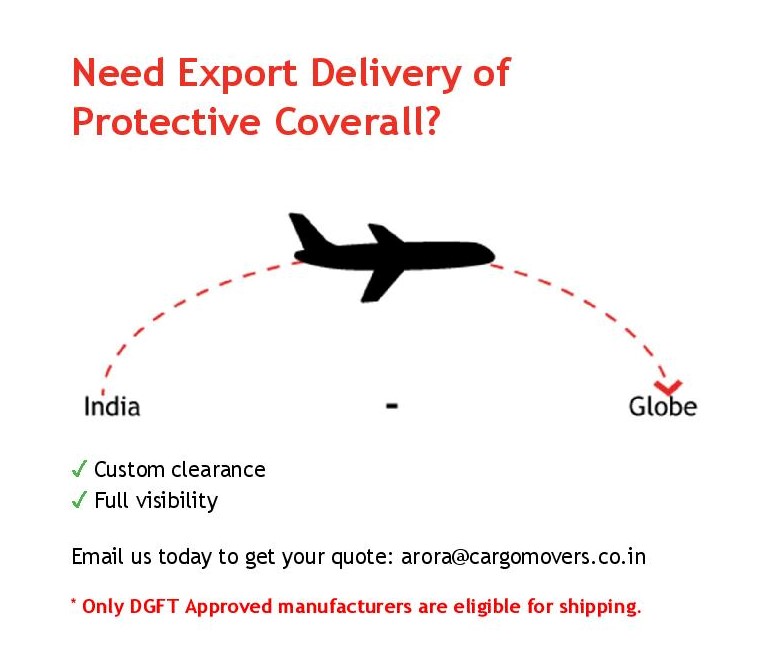 Need Export Delivery of
Protective Coverall?
India - Globe
✓ Custom clearance
✓ Full visibility
Email us today to get your quote: arora@cargomovers.co.in
* Only DGFT Approved manufacturers are eligible for shipping.